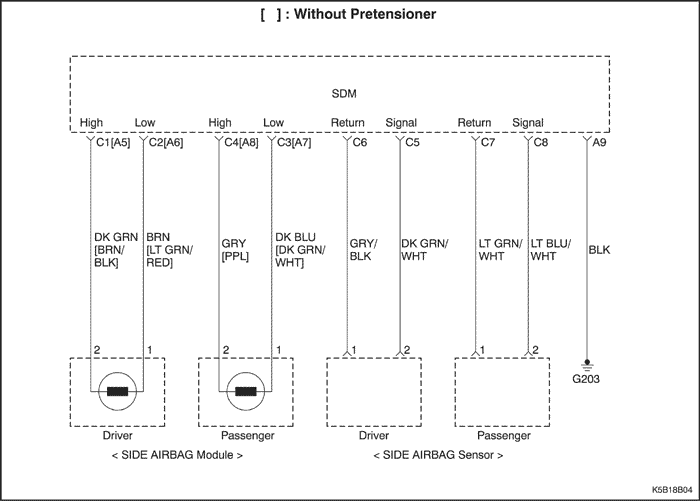 [ ] : Without Pretensioner
SDM
High Low High Low Return Signal Return Signal
C1[A5] C2[A6] C4[A8] C3[A7] C6 C5 C7 C8 A9
DK GRN
[BRN/
BLK]
BRN
[LT GRN/
RED]
GRY
[PPL]
DK BLU
[DK GRN/
WHT]
GRY/
BLK
DK GRN/
WHT
LT GRN/
WHT
LT BLU/
WHT
BLK
2 1 2 1 1 2 1 2
G203
Driver Passenger Driver Passenger
< SIDE AIRBAG Module > < SIDE AIRBAG Sensor >
K5B18B04